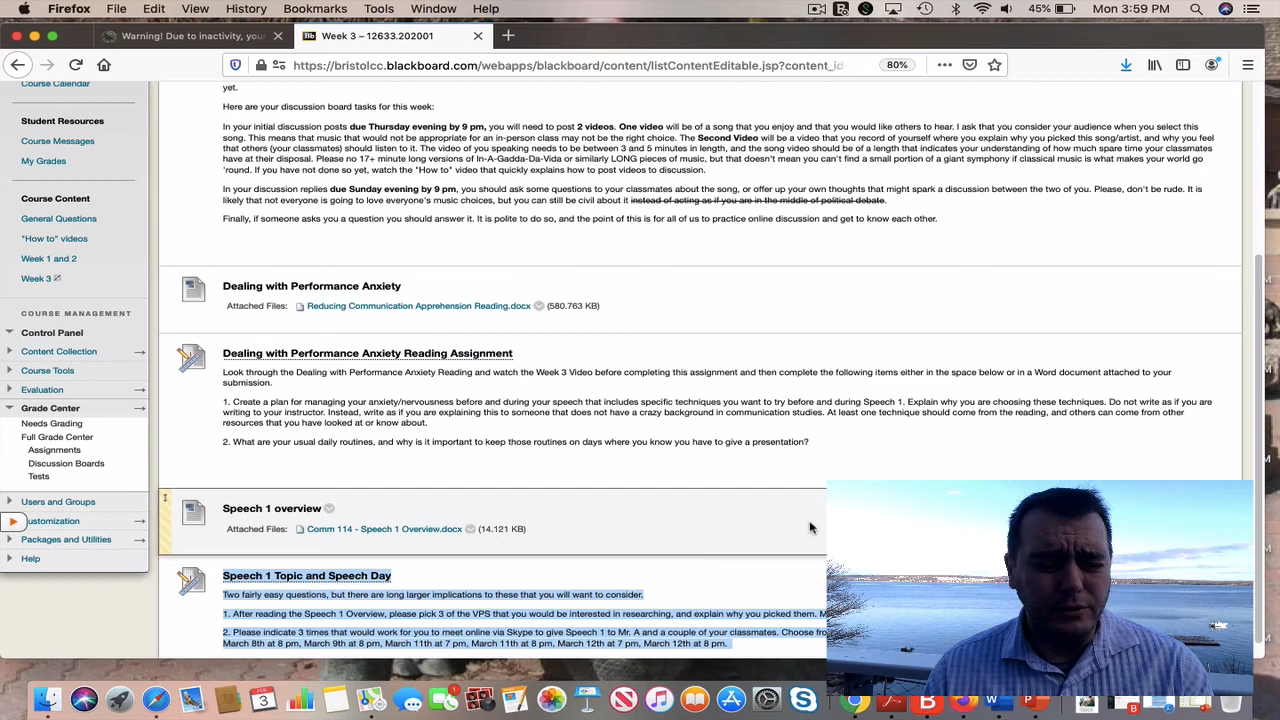 Firefox File Edit View History Bookmarks Tools Window Help 45% Mon 3:59 PM
Warning! Due to inactivity, your Bb Week 3 – 12633.202001
https://bristolcc.blackboard.com/webapps/blackboard/content/listContentEditable.jsp?content_id 80%
Course Calendar
Student Resources
Course Messages
My Grades
Course Content
General Questions
"How to" videos
Week 1 and 2
Week 3
COURSE MANAGEMENT
Control Panel
Content Collection
Course Tools
Evaluation
Grade Center
Needs Grading
Full Grade Center
Assignments
Discussion Boards
Tests
Users and Groups
ustomization
Packages and Utilities
Help
yet.
Here are your discussion board tasks for this week:
In your initial discussion posts due Thursday evening by 9 pm, you will need to post 2 videos. One video will be of a song that you enjoy and that you would like others to hear. I ask that you consider your audience when you select this
song. This means that music that would not be appropriate for an in-person class may not be the right choice. The Second Video will be a video that you record of yourself where you explain why you picked this song/artist, and why you feel
that others (your classmates) should listen to it. The video of you speaking needs to be between 3 and 5 minutes in length, and the song video should be of a length that indicates your understanding of how much spare time your classmates
have at their disposal. Please no 17+ minute long versions of In-A-Gadda-Da-Vida or similarly LONG pieces of music, but that doesn't mean you can't find a small portion of a giant symphony if classical music is what makes your world go
'round. If you have not done so yet, watch the "How to" video that quickly explains how to post videos to discussion.
In your discussion replies due Sunday evening by 9 pm, you should ask some questions to your classmates about the song, or offer up your own thoughts that might spark a discussion between the two of you. Please, don't be rude. It is
likely that not everyone is going to love everyone's music choices, but you can still be civil about it instead of acting as if you are in the middle of political debate.
Finally, if someone asks you a question you should answer it. It is polite to do so, and the point of this is for all of us to practice online discussion and get to know each other.
Dealing with Performance Anxiety
Attached Files: Reducing Communication Apprehension Reading.docx (580.763 KB)
Dealing with Performance Anxiety Reading Assignment
Look through the Dealing with Performance Anxiety Reading and watch the Week 3 Video before completing this assignment and then complete the following items either in the space below or in a Word document attached to your
submission.
1. Create a plan for managing your anxiety/nervousness before and during your speech that includes specific techniques you want to try before and during Speech 1. Explain why you are choosing these techniques. Do not write as if you are
writing to your instructor. Instead, write as if you are explaining this to someone that does not have a crazy background in communication studies. At least one technique should come from the reading, and others can come from other
resources that you have looked at or know about.
2. What are your usual daily routines, and why is it important to keep those routines on days where you know you have to give a presentation?
Speech 1 overview
Attached Files: Comm 114 - Speech 1 Overview.docx (14.121 KB)
Speech 1 Topic and Speech Day
Two fairly easy questions, but there are long larger implications to these that you will want to consider.
1. After reading the Speech 1 Overview, please pick 3 of the VPS that you would be interested in researching, and explain why you picked them. M
2. Please indicate 3 times that would work for you to meet online via Skype to give Speech 1 to Mr. A and a couple of your classmates. Choose fro
March 8th at 8 pm, March 9th at 8 pm, March 11th at 7 pm, March 11th at 8 pm, March 12th at 7 pm, March 12th at 8 pm.
FEB
3
1